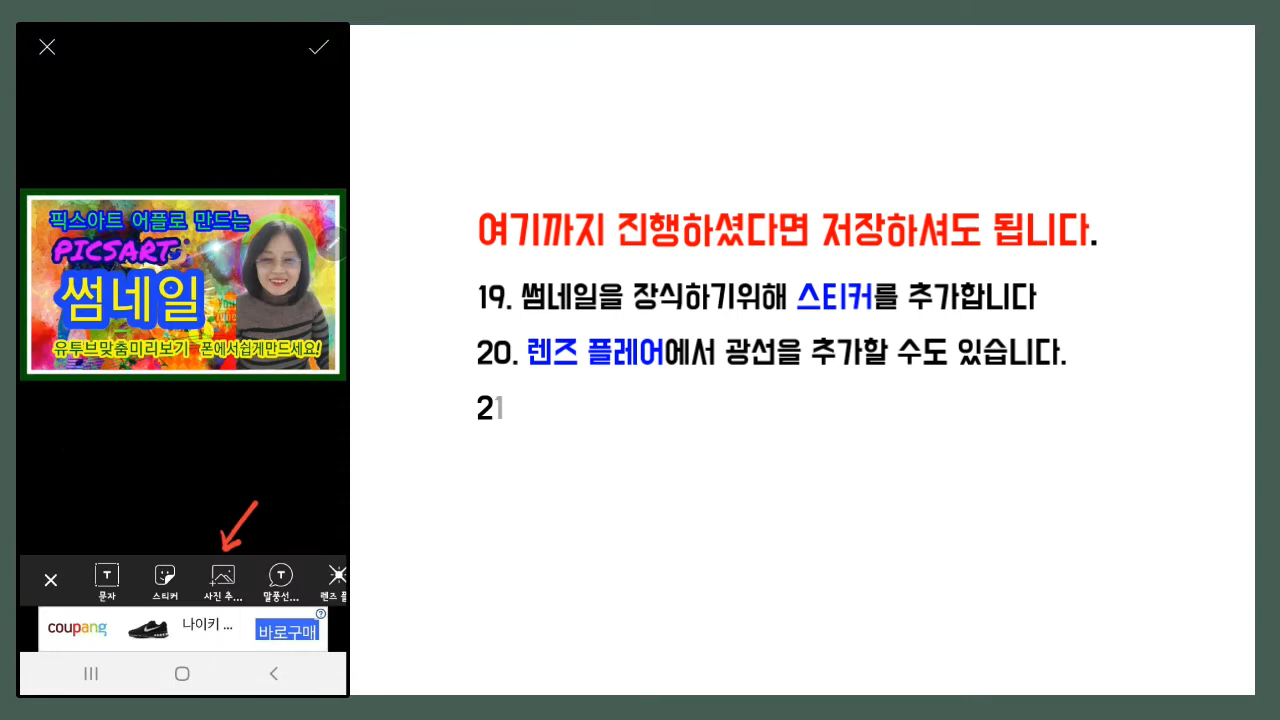 픽스아트 어플로 만드는
PICSART
썸네일
유투브맞춤미리보기 폰에서쉽게만드세요!
문자
스티커
사진 추...
말풍선...
렌즈 플
coupang
나이키 ...
바로구매
여기까지 진행하셨다면 저장하셔도 됩니다.
19. 썸네일을 장식하기위해 스티커를 추가합니다
20. 렌즈 플레어에서 광선을 추가할 수도 있습니다.
21